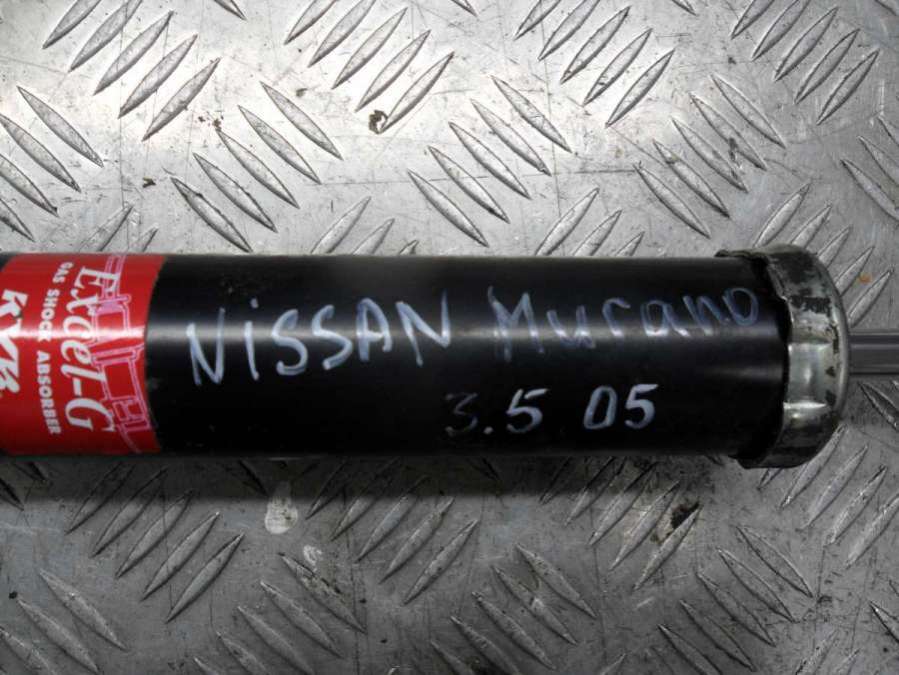 Excel-G
GAS SHOCK ABSORBER
KYB
NiSSAN Murano
3.5 05